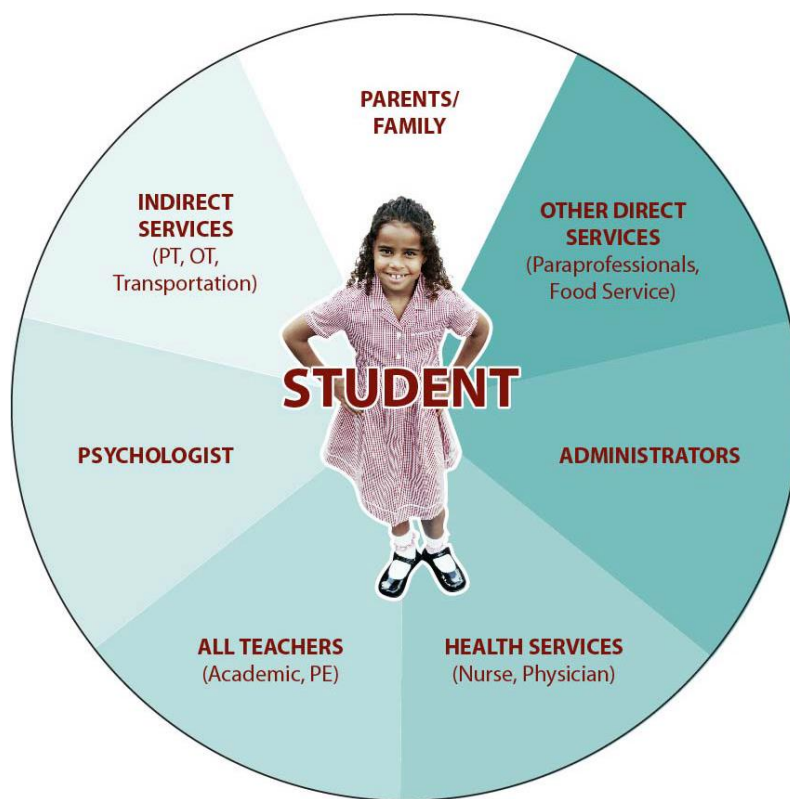 PARENTS/
FAMILY
OTHER DIRECT
SERVICES
(Paraprofessionals,
Food Service)
ADMINISTRATORS
HEALTH SERVICES
(Nurse, Physician)
ALL TEACHERS
(Academic, PE)
PSYCHOLOGIST
INDIRECT
SERVICES
(PT, OT,
Transportation)
STUDENT